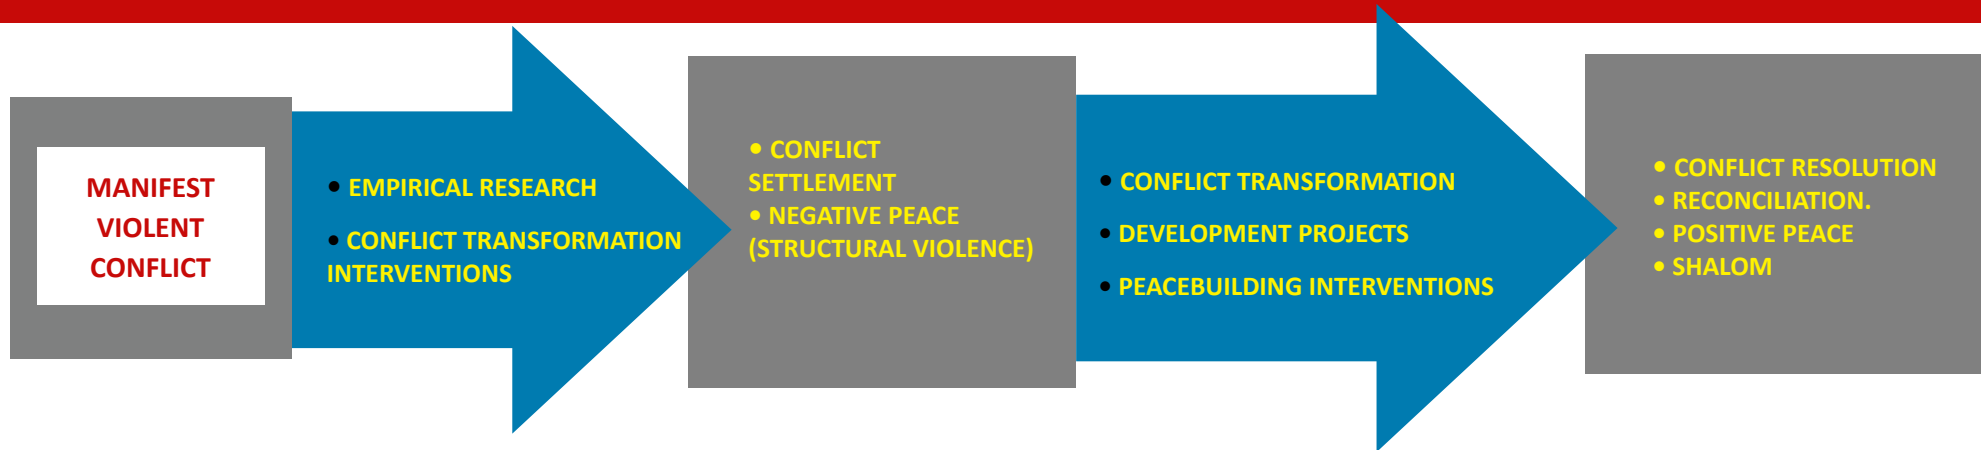 MANIFEST
VIOLENT
CONFLICT
• EMPIRICAL RESEARCH
• CONFLICT TRANSFORMATION
INTERVENTIONS
• CONFLICT
SETTLEMENT
• NEGATIVE PEACE
(STRUCTURAL VIOLENCE)
• CONFLICT TRANSFORMATION
• DEVELOPMENT PROJECTS
• PEACEBUILDING INTERVENTIONS
• CONFLICT RESOLUTION
• RECONCILIATION.
• POSITIVE PEACE
• SHALOM